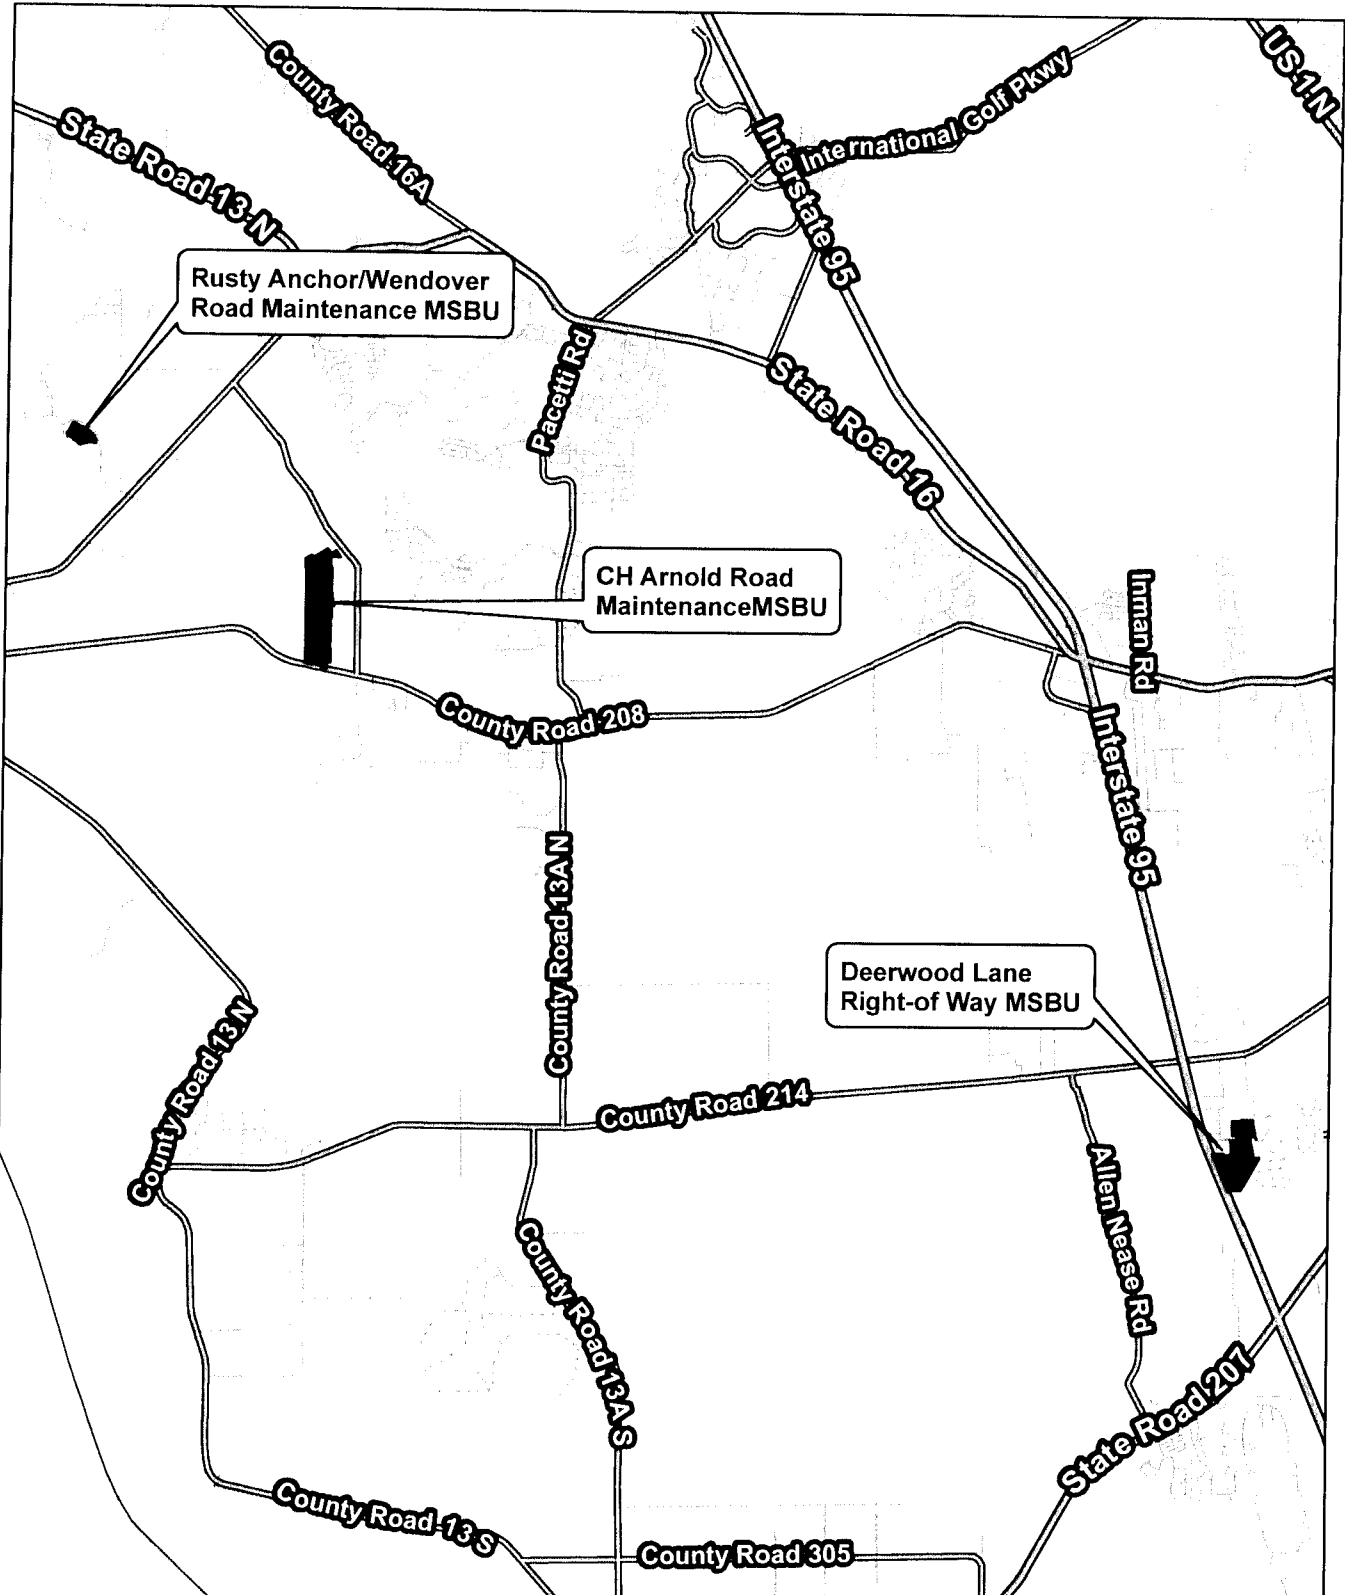 County Road 16A
US 1 N
International Golf Pkwy
State Road 13 N
Interstate 95
Rusty Anchor/Wendover
Road Maintenance MSBU
Pacetti Rd
State Road 16
CH Arnold Road
MaintenanceMSBU
Inman Rd
County Road 208
Interstate 95
County Road 13A N
Deerwood Lane
Right-of Way MSBU
County Road 13 N
County Road 214
Allen Nease Rd
County Road 13A S
State Road 207
County Road 13 S
County Road 305